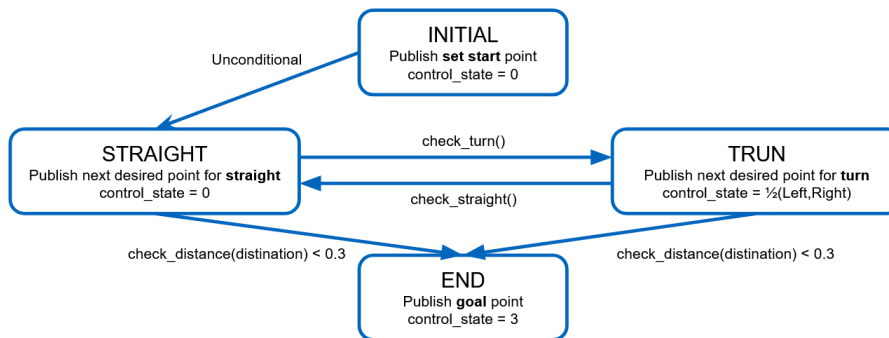 INITIAL
Publish set start point
control_state = 0
Unconditional
STRAIGHT
Publish next desired point for straight
control_state = 0
check_turn()
check_straight()
TRUN
Publish next desired point for turn
control_state = ½(Left,Right)
check_distance(distination) < 0.3
check_distance(distination) < 0.3
END
Publish goal point
control_state = 3